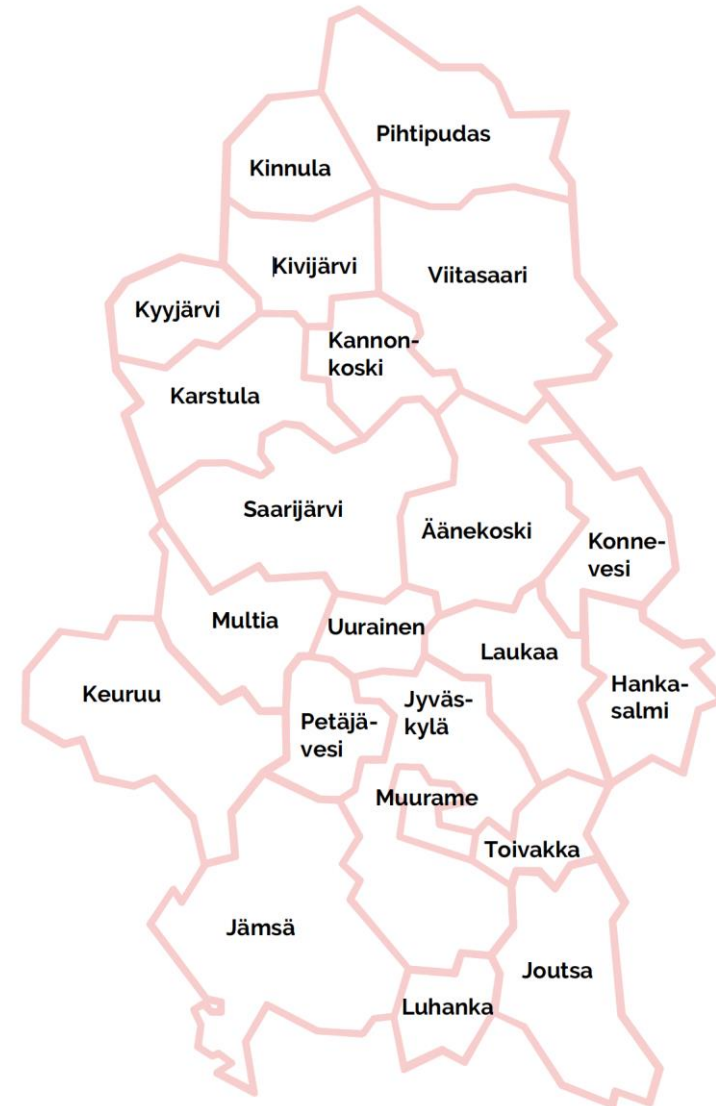 Pihtipudas
Kinnula
Kivijärvi
Viitasaari
Kyyjärvi
Kannon-
koski
Karstula
Saarijärvi
Äänekoski
Konne-
vesi
Multia
Uurainen
Laukaa
Keuruu
Petäjä-
vesi
Jyväs-
kylä
Hanka-
salmi
Muurame
Toivakka
Jämsä
Joutsa
Luhanka